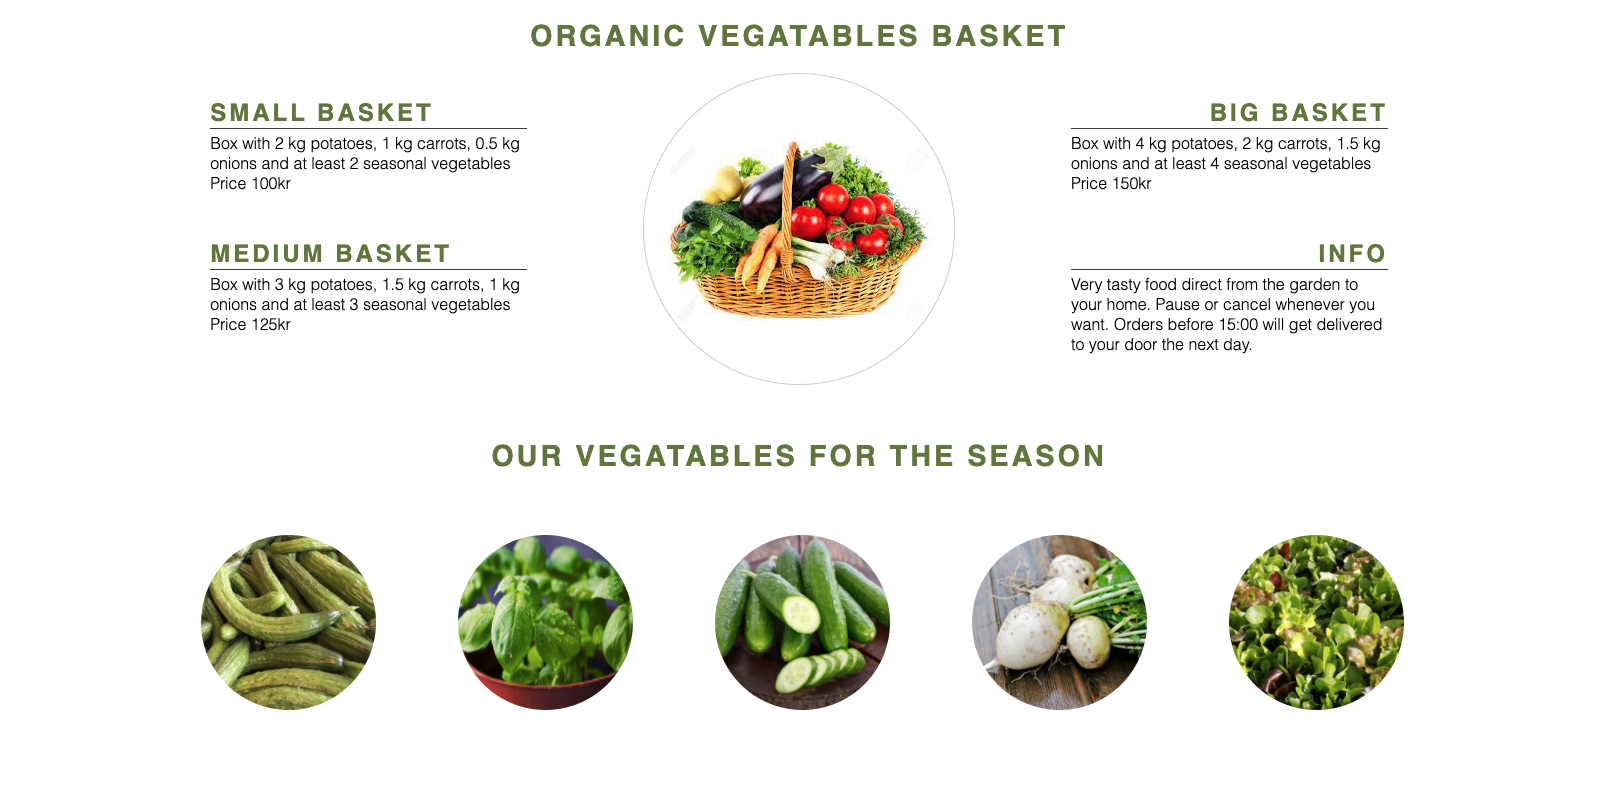 ORGANIC VEGATABLES BASKET
SMALL BASKET
Box with 2 kg potatoes, 1 kg carrots, 0.5 kg
onions and at least 2 seasonal vegetables
Price 100kr
MEDIUM BASKET
Box with 3 kg potatoes, 1.5 kg carrots, 1 kg
onions and at least 3 seasonal vegetables
Price 125kr
BIG BASKET
Box with 4 kg potatoes, 2 kg carrots, 1.5 kg
onions and at least 4 seasonal vegetables
Price 150kr
INFO
Very tasty food direct from the garden to
your home. Pause or cancel whenever you
want. Orders before 15:00 will get delivered
to your door the next day.
OUR VEGATABLES FOR THE SEASON